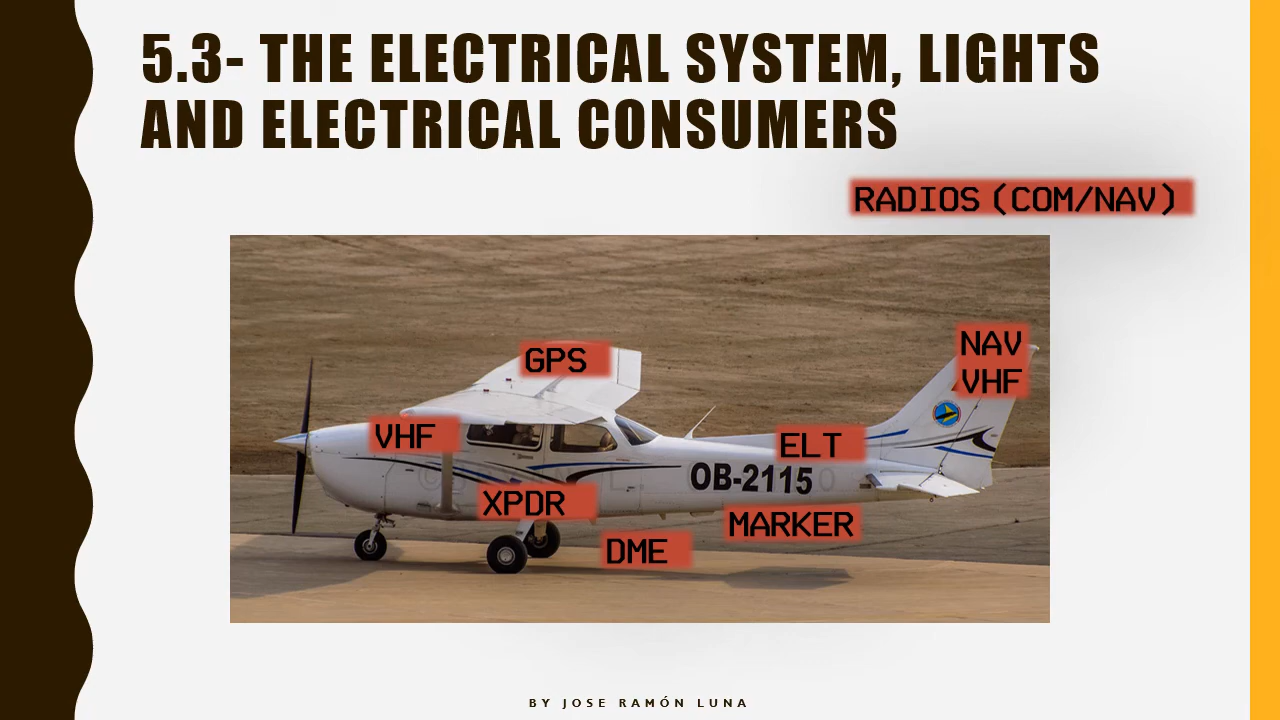 5.3- THE ELECTRICAL SYSTEM, LIGHTS
AND ELECTRICAL CONSUMERS
RADIOS (COM/NAV)
NAV
VHF
GPS
VHF
ELT
OB-2115
XPDR
MARKER
DME
BY JOSE RAMÓN LUNA